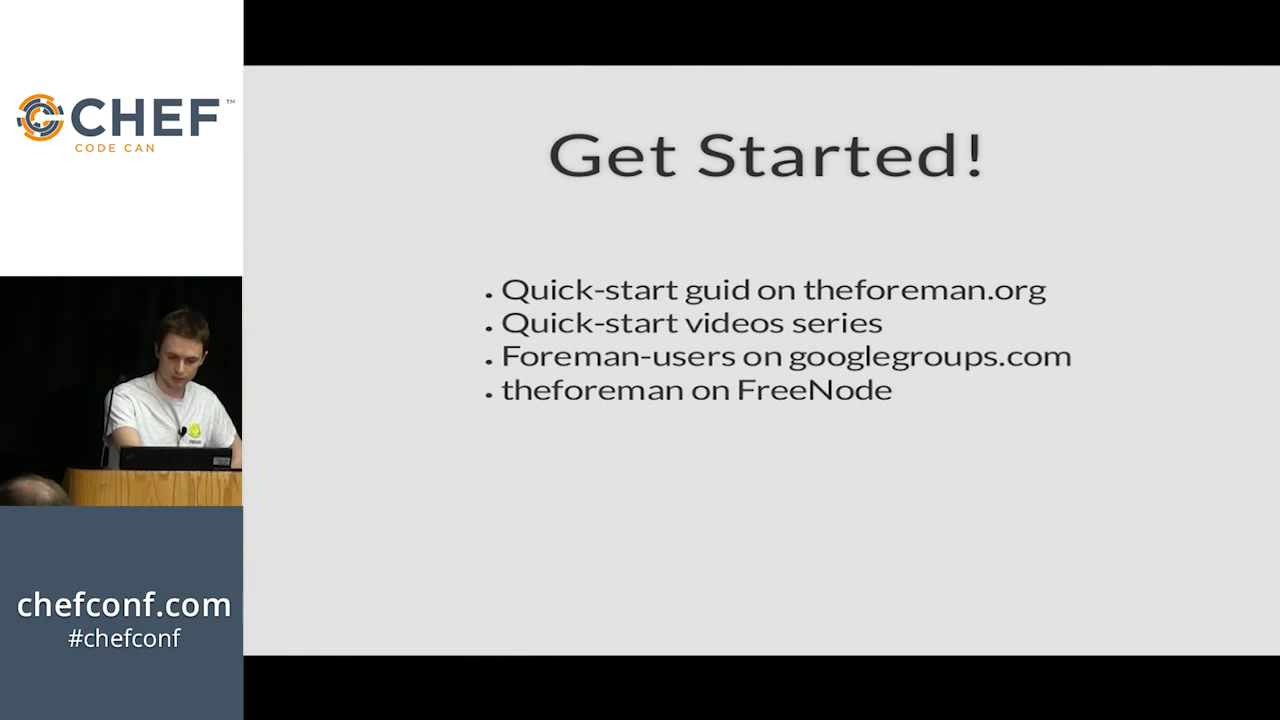 CHEF™
CODE CAN
Get Started!
• Quick-start guid on theforeman.org
• Quick-start videos series
• Foreman-users on googlegroups.com
• theforeman on FreeNode
chefconf.com
#chefconf